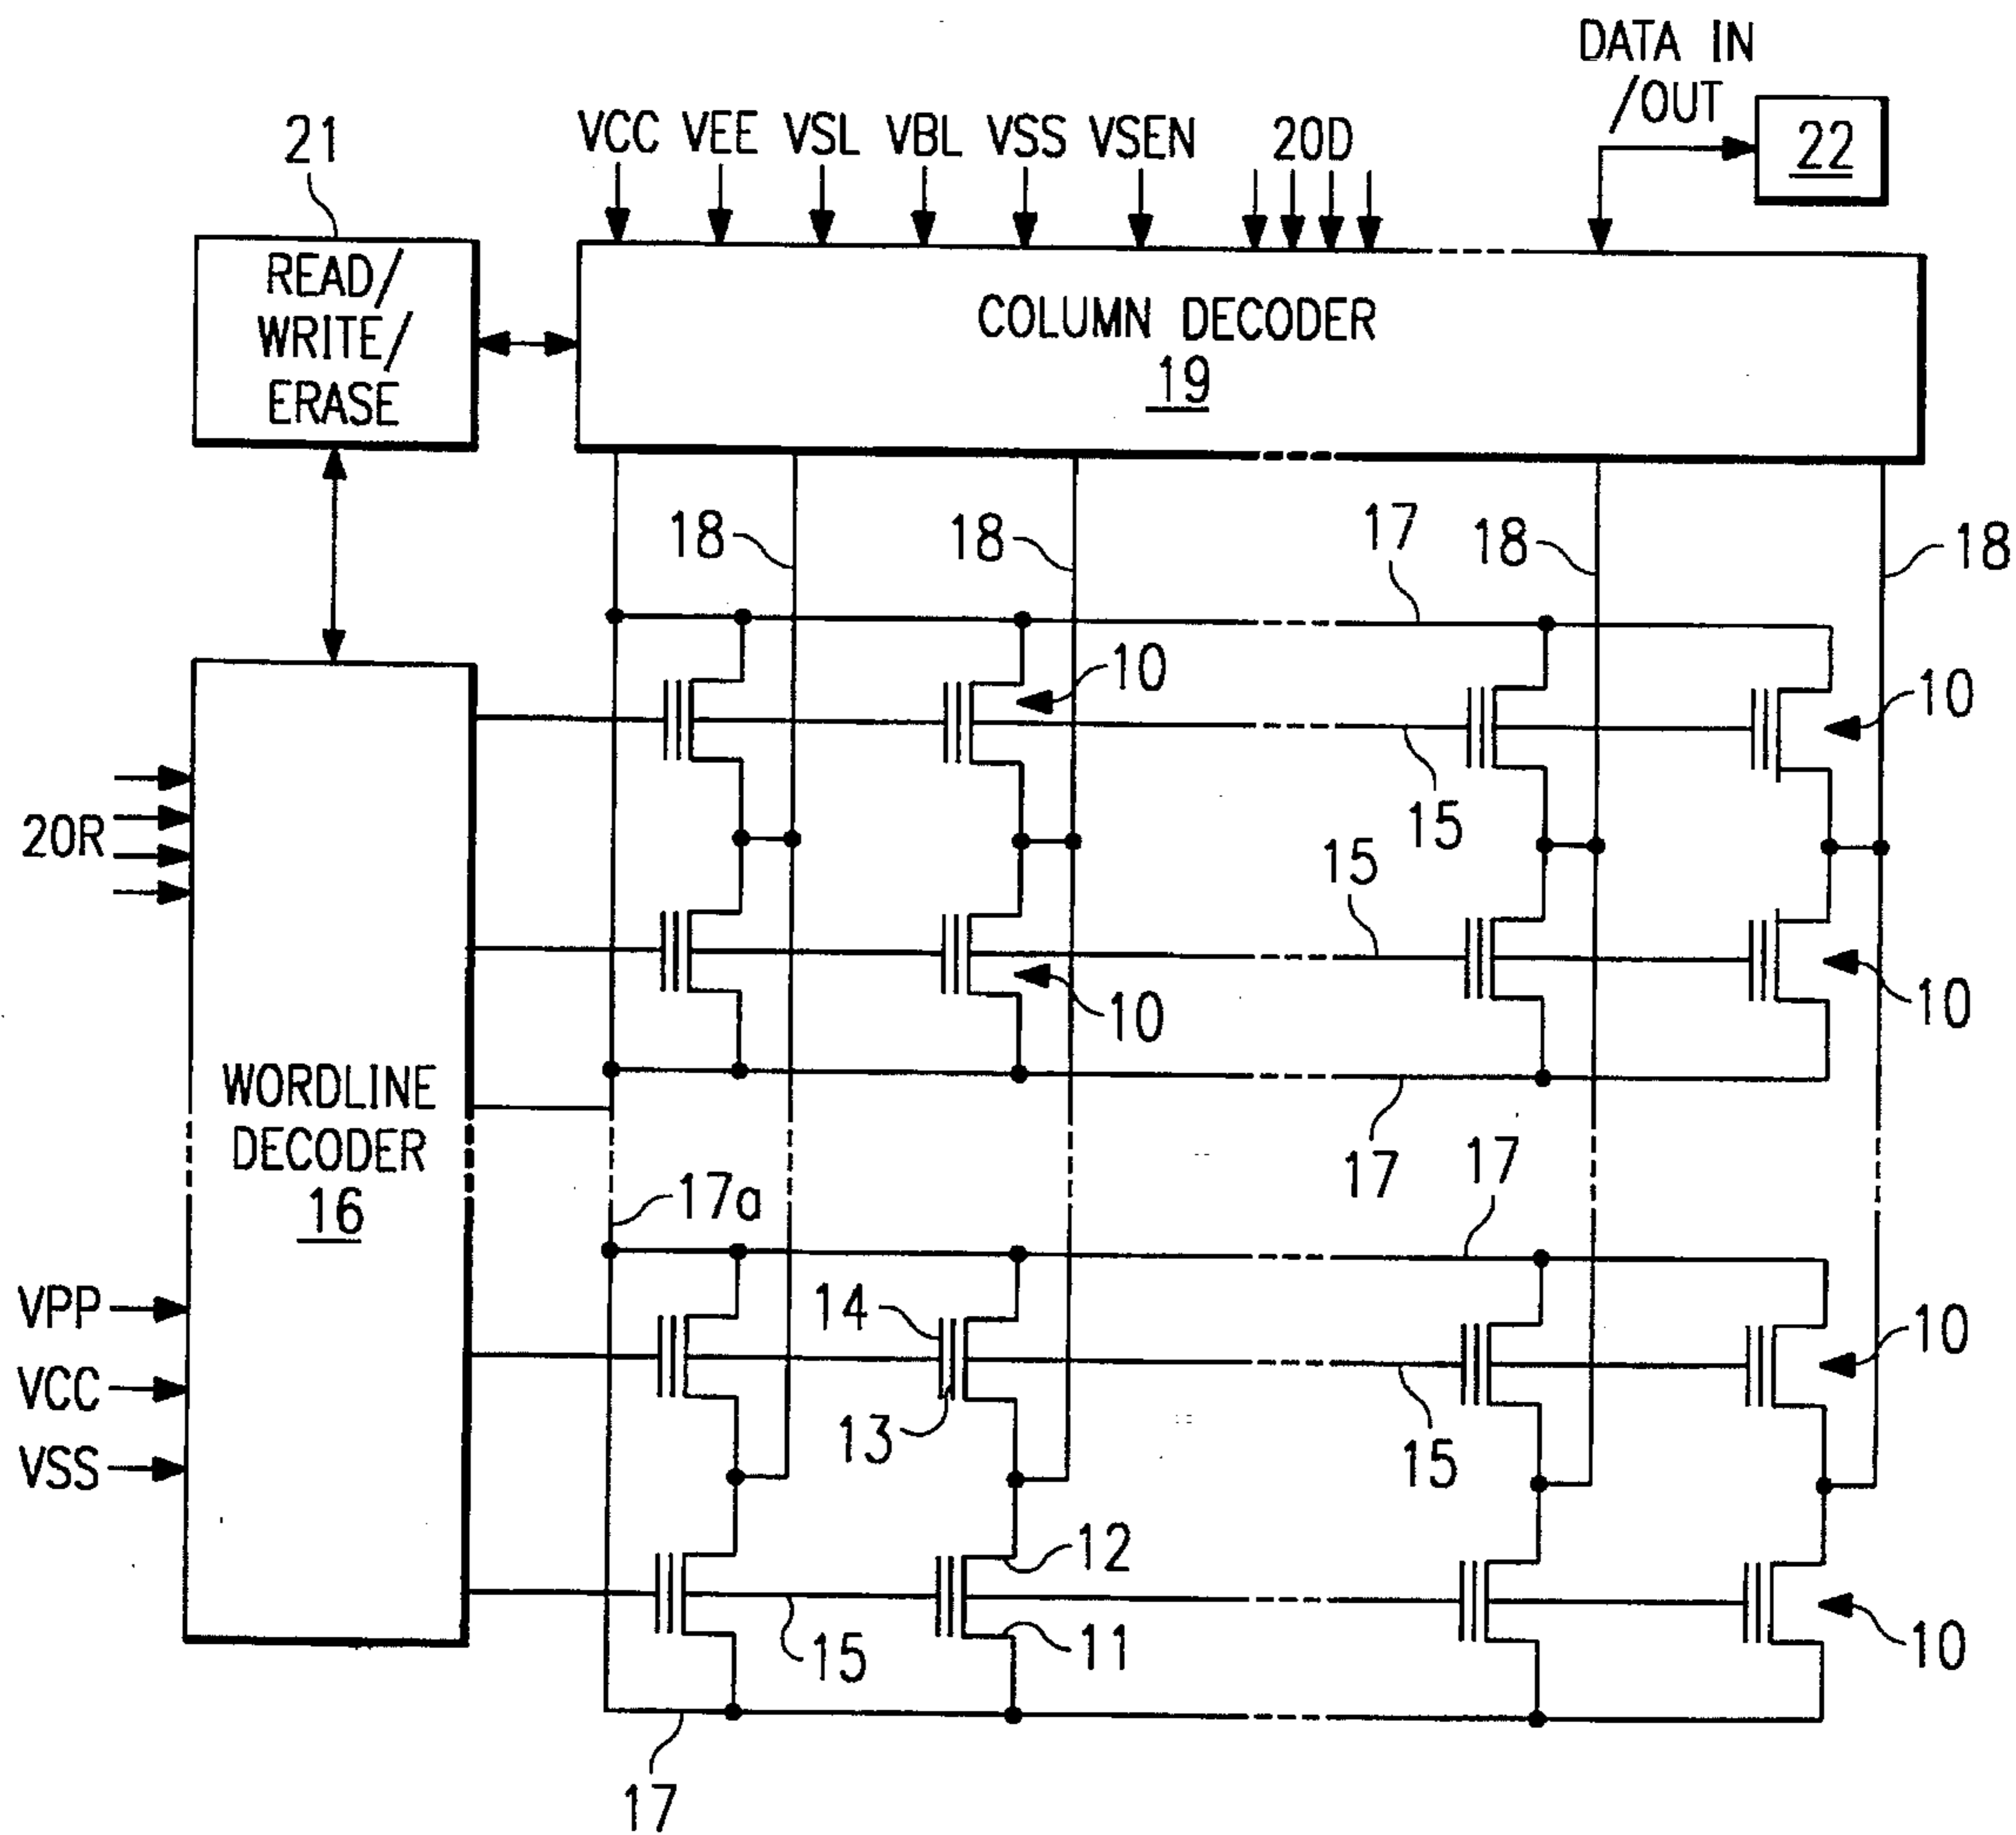 DATA IN
/OUT
22
21
VCC VEE VSL VBL VSS VSEN 20D
READ/
WRITE/
ERASE
COLUMN DECODER
19
18
18
17
18
18
10
10
15
20R
15
10
10
WORDLINE
DECODER
16
17
17
17a
VPP
14
10
VCC
13
15
VSS
12
15
11
10
17